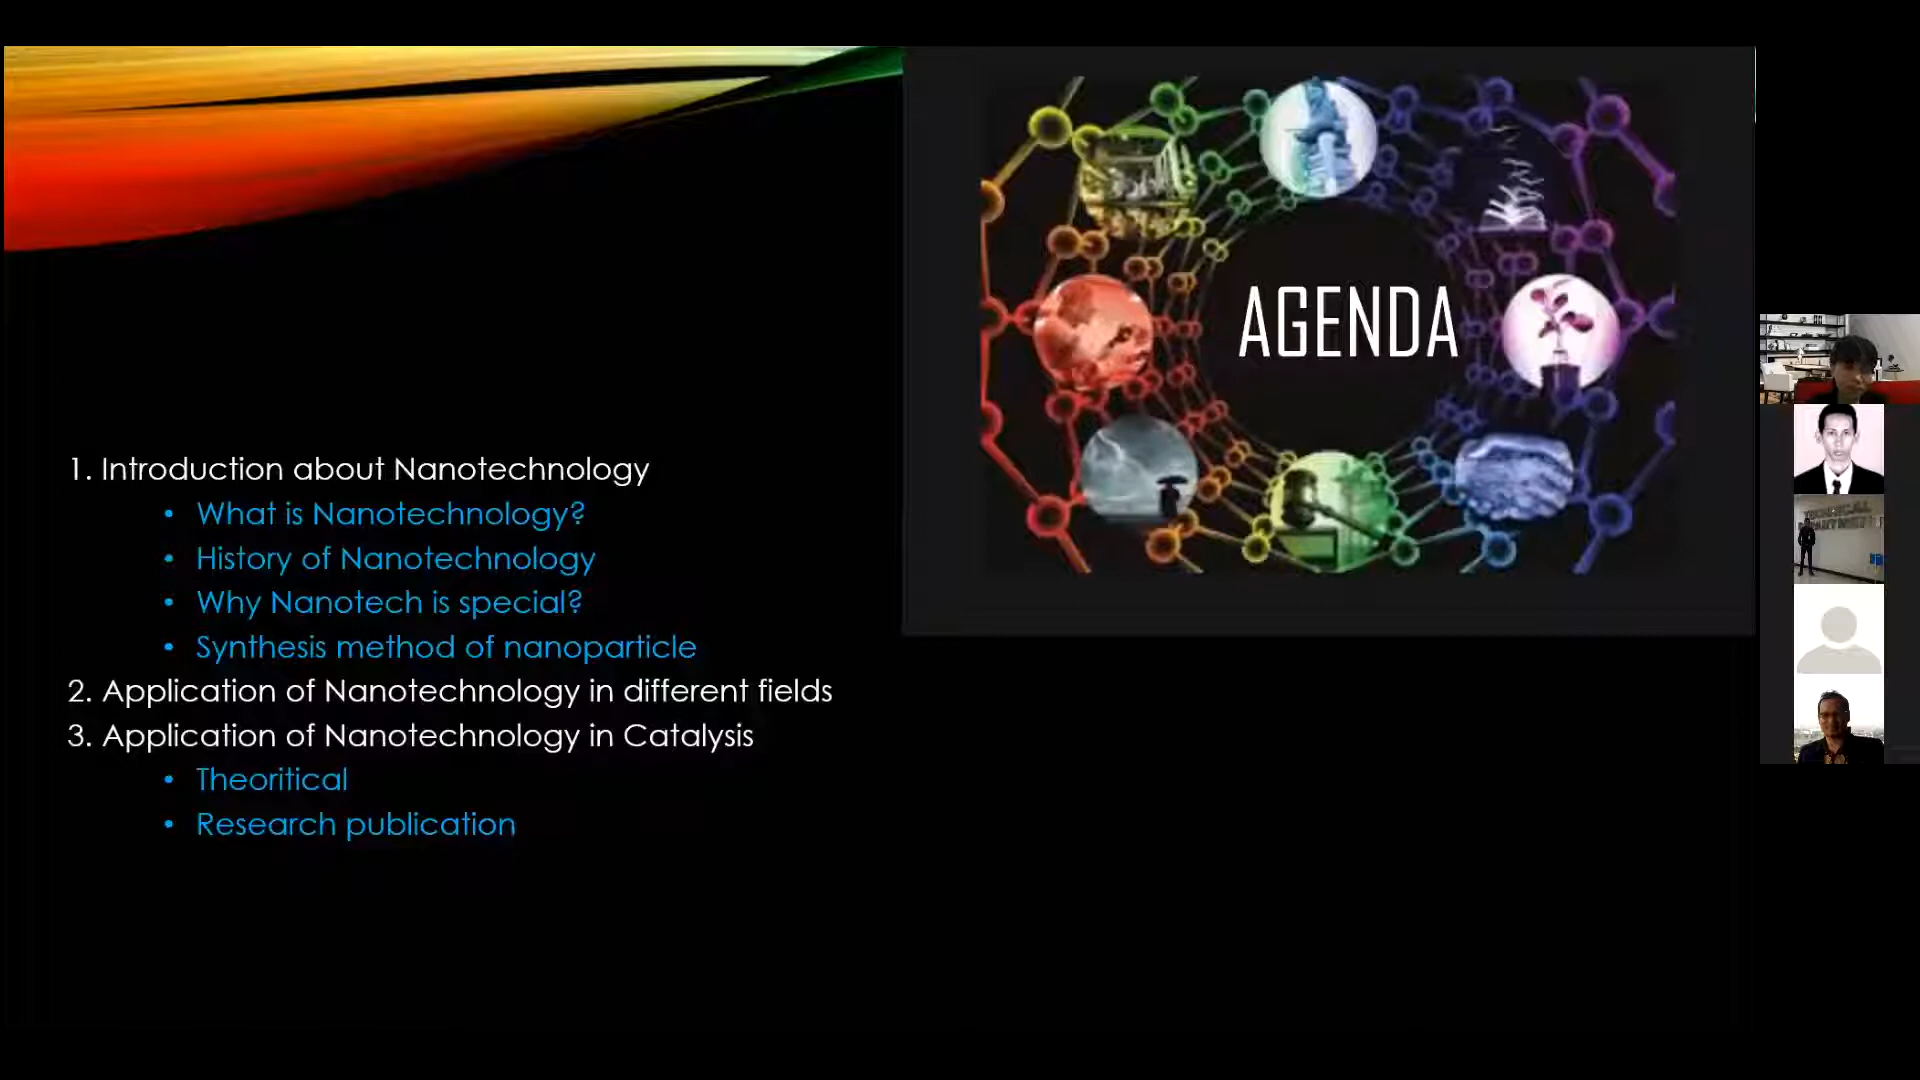 AGENDA
1. Introduction about Nanotechnology
• What is Nanotechnology?
• History of Nanotechnology
• Why Nanotech is special?
• Synthesis method of nanoparticle
2. Application of Nanotechnology in different fields
3. Application of Nanotechnology in Catalysis
• Theoritical
• Research publication
TECHNICAL